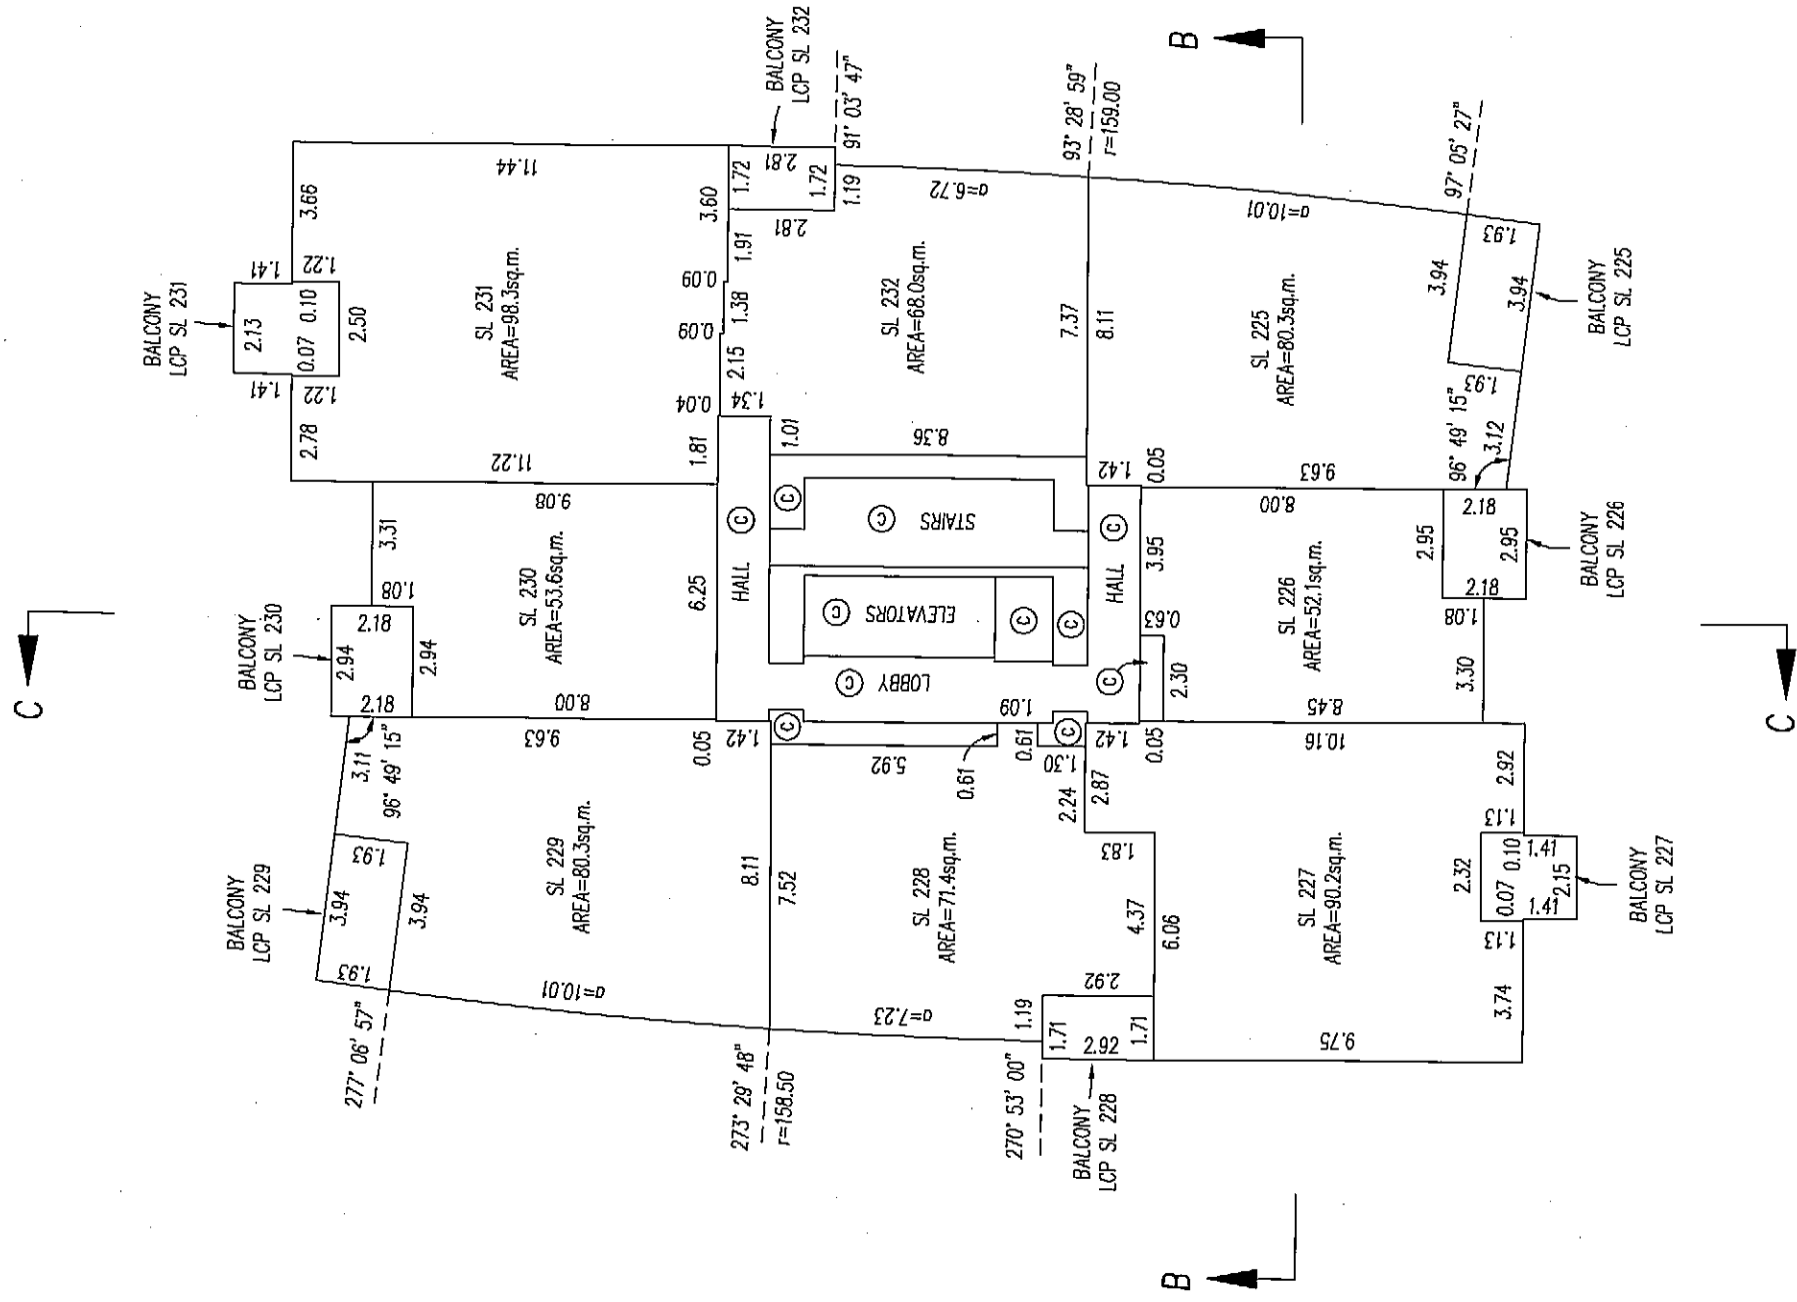 BALCONY
LCP SL 231
2.13
1.41
1.41
1.22
1.22
0.07
0.10
2.50
2.78
3.66
11.44
11.22
SL 231
AREA=98.3sq.m.
BALCONY
LCP SL 232
1.72
2.81
1.72
1.19
2.81
3.60
1.91
0.09
1.38
0.09
2.15
0.04
1.34
1.81
91° 03' 47"
SL 232
AREA=68.0sq.m.
a=6.72
7.37
8.36
1.01
93° 28' 59"
r=159.00
B
8.11
a=10.01
SL 225
AREA=80.3sq.m.
97° 05' 27"
1.93
3.94
3.94
1.93
3.12
96° 49' 15"
9.63
0.05
1.42
BALCONY
LCP SL 225
C
BALCONY
LCP SL 230
2.94
2.18
2.18
2.94
1.08
3.31
9.08
8.00
SL 230
AREA=53.6sq.m.
6.25
HALL
C
C
C
STAIRS
C
ELEVATORS
C
C
C
LOBBY
C
C
HALL
C
C
3.95
0.63
2.30
8.00
8.45
SL 226
AREA=52.1sq.m.
2.95
2.18
2.95
2.18
1.08
3.30
BALCONY
LCP SL 226
C
BALCONY
LCP SL 229
3.94
1.93
1.93
3.94
3.11
96° 49' 15"
277° 06' 57"
a=10.01
9.63
0.05
1.42
SL 229
AREA=80.3sq.m.
8.11
273° 29' 48"
r=158.50
7.52
5.92
0.61
0.61
1.09
1.30
1.42
0.05
2.24
2.87
1.83
4.37
2.92
SL 228
AREA=71.4sq.m.
a=7.23
270° 53' 00"
1.19
1.71
2.92
1.71
BALCONY
LCP SL 228
6.06
10.16
9.75
SL 227
AREA=90.2sq.m.
2.92
1.13
2.32
0.07
0.10
1.41
1.41
2.15
1.13
3.74
BALCONY
LCP SL 227
B